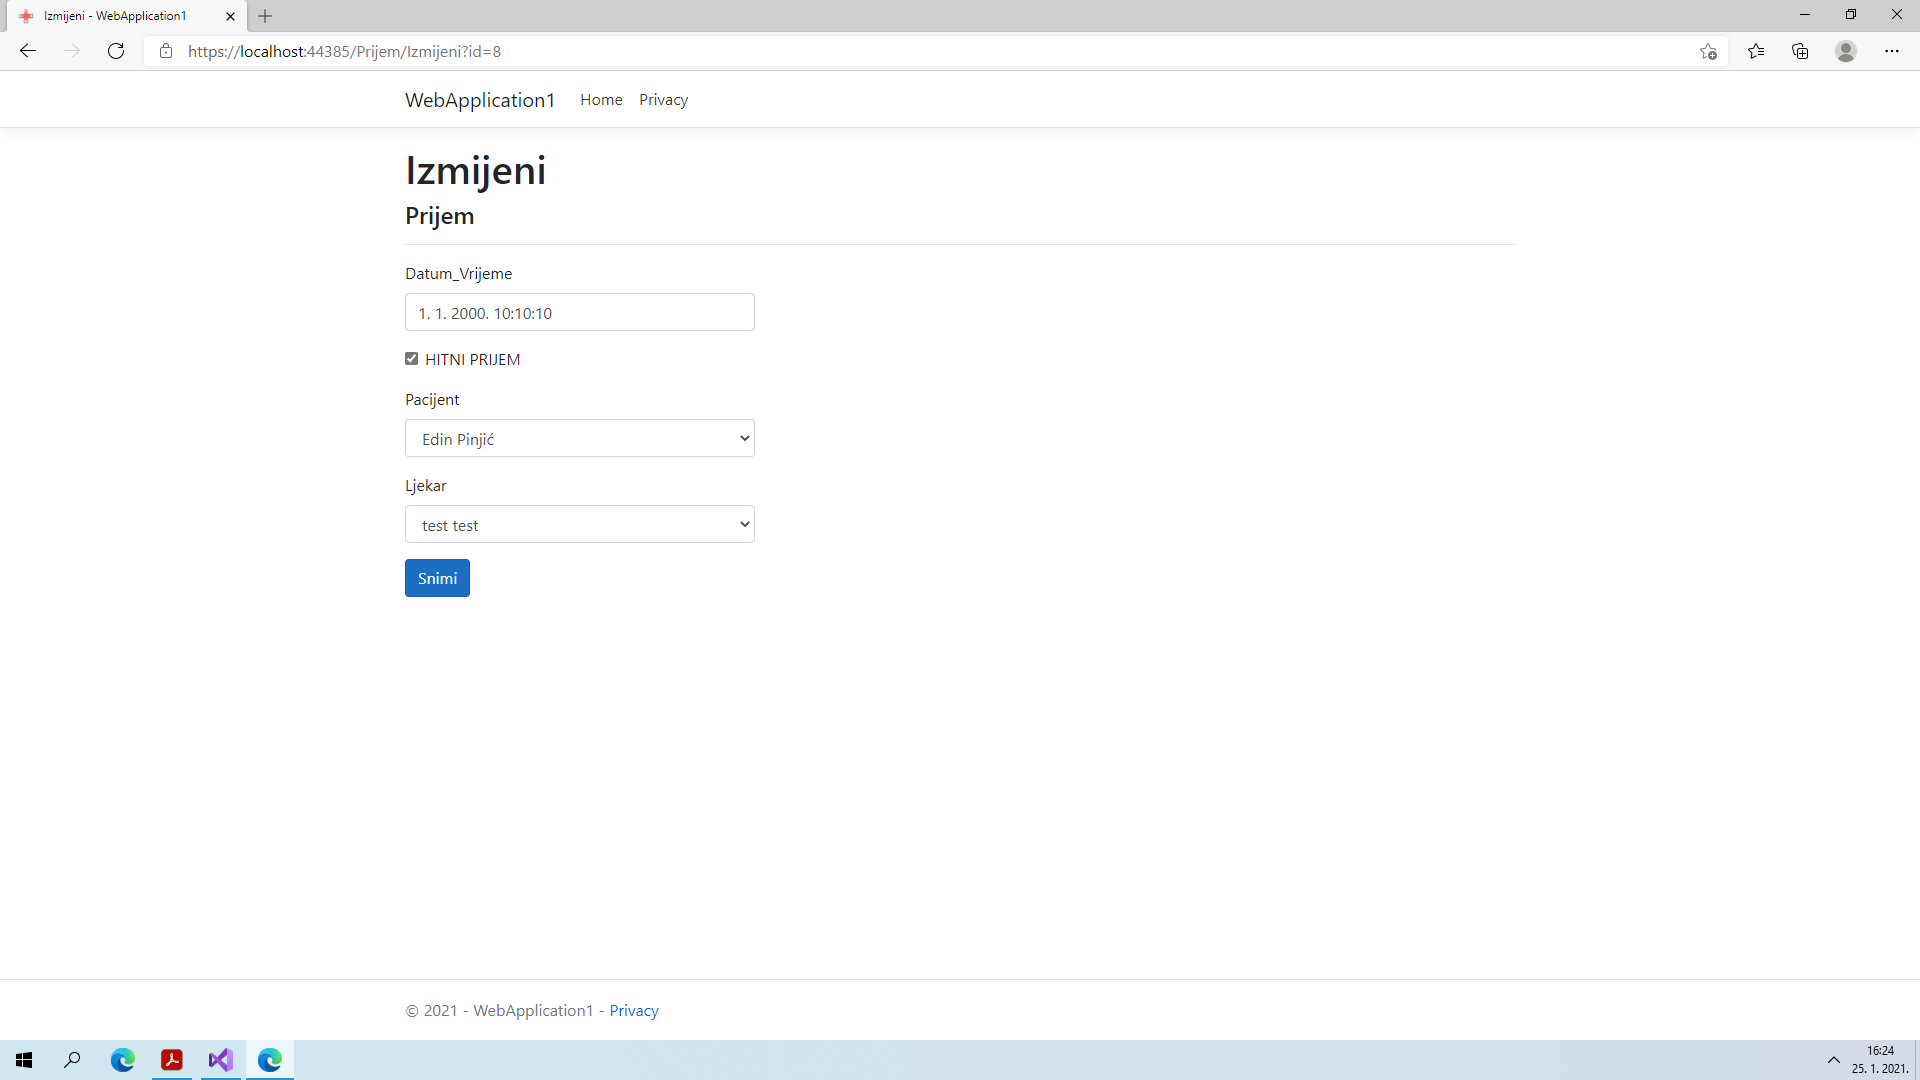 Izmijeni - WebApplication1
https://localhost:44385/Prijem/Izmijeni?id=8
WebApplication1 Home Privacy
Izmijeni
Prijem
Datum_Vrijeme
1. 1. 2000. 10:10:10
HITNI PRIJEM
Pacijent
Edin Pinjić
Ljekar
test test
Snimi
© 2021 - WebApplication1 - Privacy
16:24
25. 1. 2021.